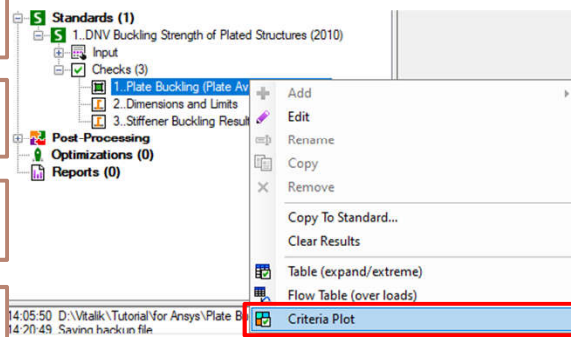 Standards (1)
1..DNV Buckling Strength of Plated Structures (2010)
Input
Checks (3)
1..Plate Buckling (Plate Av
2..Dimensions and Limits
3..Stiffener Buckling Result
Post-Processing
Optimizations (0)
Reports (0)
Add
Edit
Rename
Copy
Remove
Copy To Standard...
Clear Results
Table (expand/extreme)
Flow Table (over loads)
Criteria Plot
14:05:50 D:\Vitalik\Tutorial\for Ansys\Plate B
14:20:49 Saving backup file